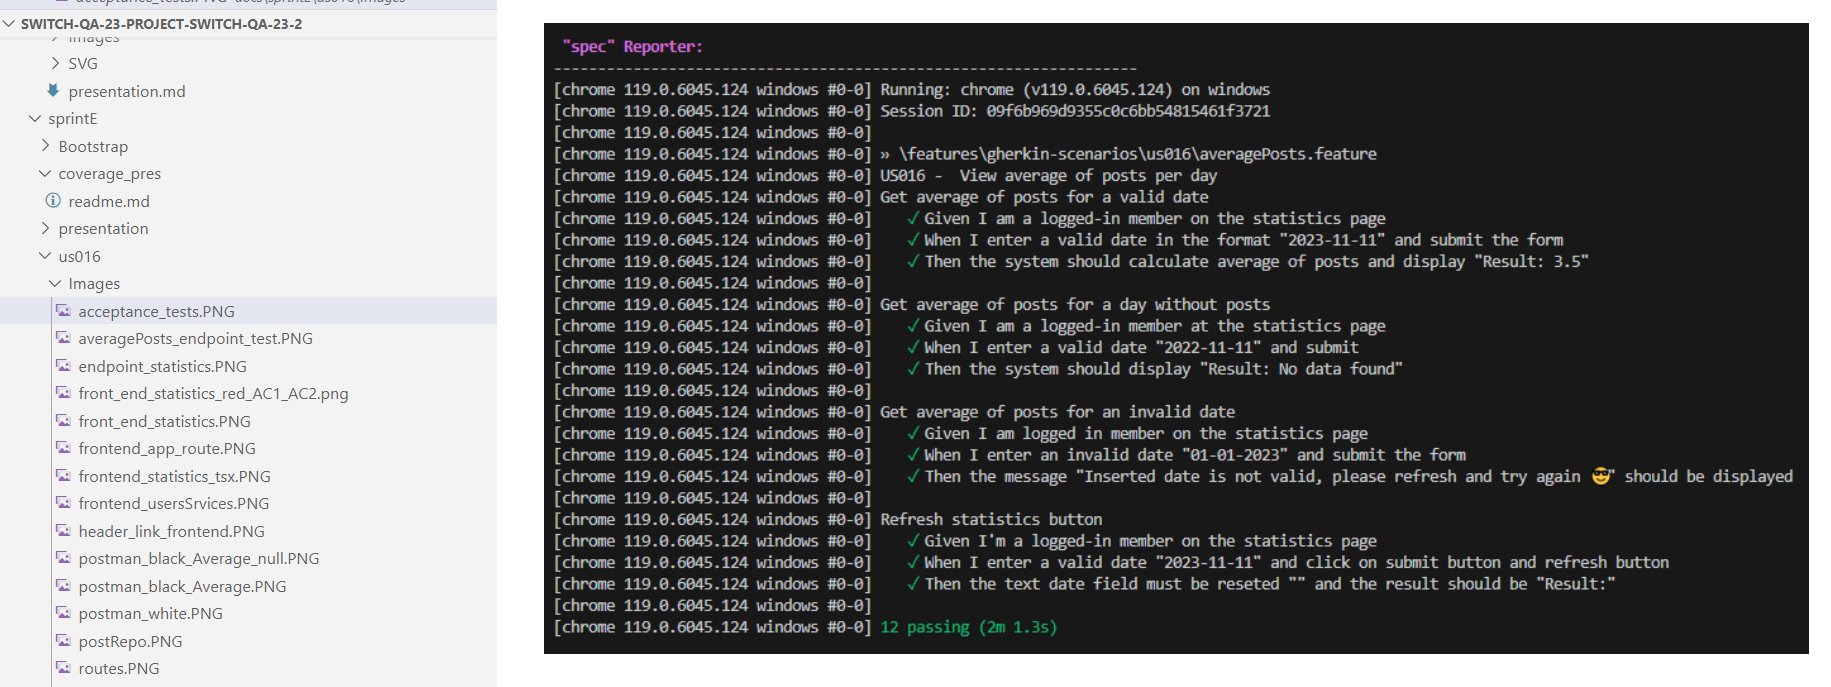 acceptance_tests.PNG docs\sprintE\us016\Images
SWITCH-QA-23-PROJECT-SWITCH-QA-23-2
Images
SVG
presentation.md
sprintE
Bootstrap
coverage_pres
readme.md
presentation
us016
Images
acceptance_tests.PNG
averagePosts_endpoint_test.PNG
endpoint_statistics.PNG
front_end_statistics_red_AC1_AC2.png
front_end_statistics.PNG
frontend_app_route.PNG
frontend_statistics_tsx.PNG
frontend_usersSrvices.PNG
header_link_frontend.PNG
postman_black_Average_null.PNG
postman_black_Average.PNG
postman_white.PNG
postRepo.PNG
routes.PNG
"spec" Reporter:
------------------------------------------------------------------
[chrome 119.0.6045.124 windows #0-0] Running: chrome (v119.0.6045.124) on windows
[chrome 119.0.6045.124 windows #0-0] Session ID: 09f6b969d9355c0c6bb54815461f3721
[chrome 119.0.6045.124 windows #0-0]
[chrome 119.0.6045.124 windows #0-0] » \features\gherkin-scenarios\us016\averagePosts.feature
[chrome 119.0.6045.124 windows #0-0] US016 -  View average of posts per day
[chrome 119.0.6045.124 windows #0-0] Get average of posts for a valid date
[chrome 119.0.6045.124 windows #0-0]    ✓ Given I am a logged-in member on the statistics page
[chrome 119.0.6045.124 windows #0-0]    ✓ When I enter a valid date in the format "2023-11-11" and submit the form
[chrome 119.0.6045.124 windows #0-0]    ✓ Then the system should calculate average of posts and display "Result: 3.5"
[chrome 119.0.6045.124 windows #0-0]
[chrome 119.0.6045.124 windows #0-0] Get average of posts for a day without posts
[chrome 119.0.6045.124 windows #0-0]    ✓ Given I am a logged-in member at the statistics page
[chrome 119.0.6045.124 windows #0-0]    ✓ When I enter a valid date "2022-11-11" and submit
[chrome 119.0.6045.124 windows #0-0]    ✓ Then the system should display "Result: No data found"
[chrome 119.0.6045.124 windows #0-0]
[chrome 119.0.6045.124 windows #0-0] Get average of posts for an invalid date
[chrome 119.0.6045.124 windows #0-0]    ✓ Given I am logged in member on the statistics page
[chrome 119.0.6045.124 windows #0-0]    ✓ When I enter an invalid date "01-01-2023" and submit the form
[chrome 119.0.6045.124 windows #0-0]    ✓ Then the message "Inserted date is not valid, please refresh and try again 😎" should be displayed
[chrome 119.0.6045.124 windows #0-0]
[chrome 119.0.6045.124 windows #0-0] Refresh statistics button
[chrome 119.0.6045.124 windows #0-0]    ✓ Given I'm a logged-in member on the statistics page
[chrome 119.0.6045.124 windows #0-0]    ✓ When I enter a valid date "2023-11-11" and click on submit button and refresh button
[chrome 119.0.6045.124 windows #0-0]    ✓ Then the text date field must be reseted "" and the result should be "Result:"
[chrome 119.0.6045.124 windows #0-0]
[chrome 119.0.6045.124 windows #0-0] 12 passing (2m 1.3s)